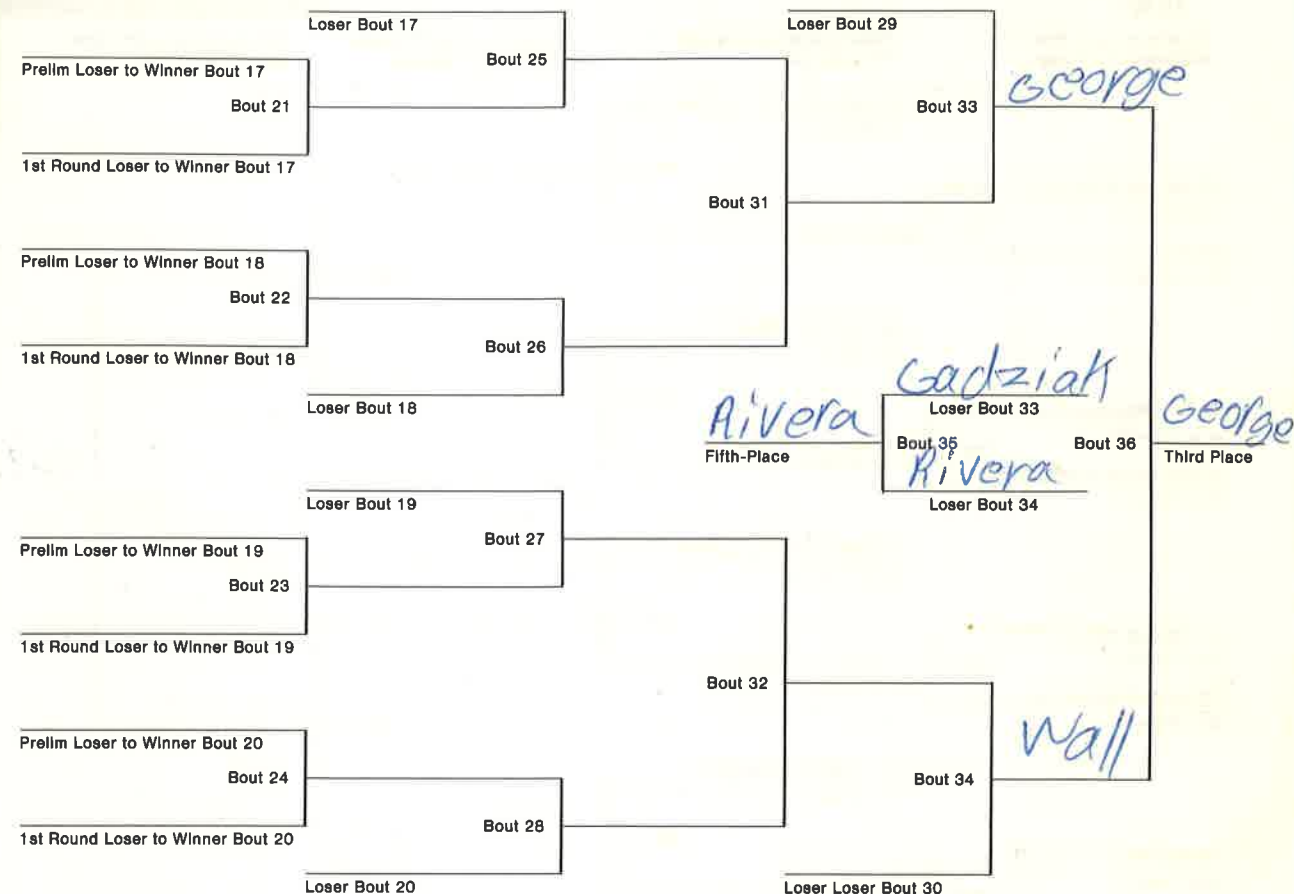 Loser Bout 17
Loser Bout 29
Bout 25
Prelim Loser to Winner Bout 17
George
Bout 21
Bout 33
1st Round Loser to Winner Bout 17
Bout 31
Prelim Loser to Winner Bout 18
Bout 22
Bout 26
1st Round Loser to Winner Bout 18
Gadziak
Loser Bout 18
Loser Bout 33
Rivera
George
Bout 35
Bout 36
Fifth-Place
Third Place
Rivera
Loser Bout 19
Loser Bout 34
Bout 27
Prelim Loser to Winner Bout 19
Bout 23
1st Round Loser to Winner Bout 19
Bout 32
Prelim Loser to Winner Bout 20
Wall
Bout 24
Bout 34
Bout 28
1st Round Loser to Winner Bout 20
Loser Bout 20
Loser Loser Bout 30